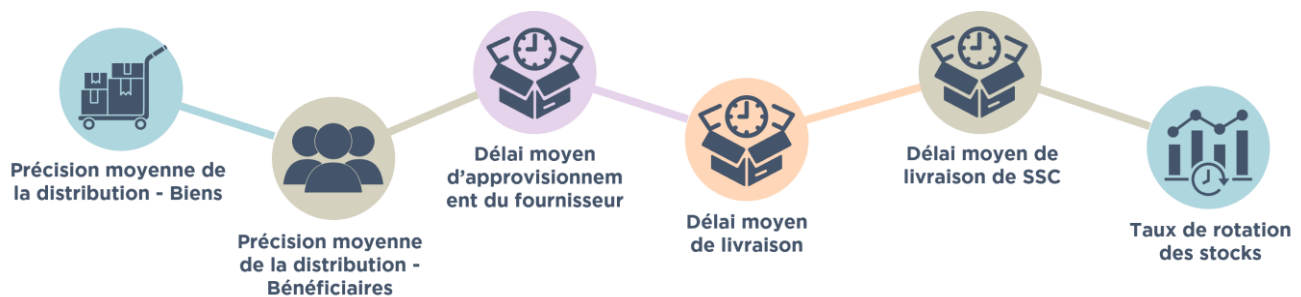 Précision moyenne de
la distribution - Biens
Précision moyenne
de la distribution -
Bénéficiaires
Délai moyen
d’approvisionnem
ent du fournisseur
Délai moyen
de livraison
Délai moyen de
livraison de SSC
Taux de rotation
des stocks